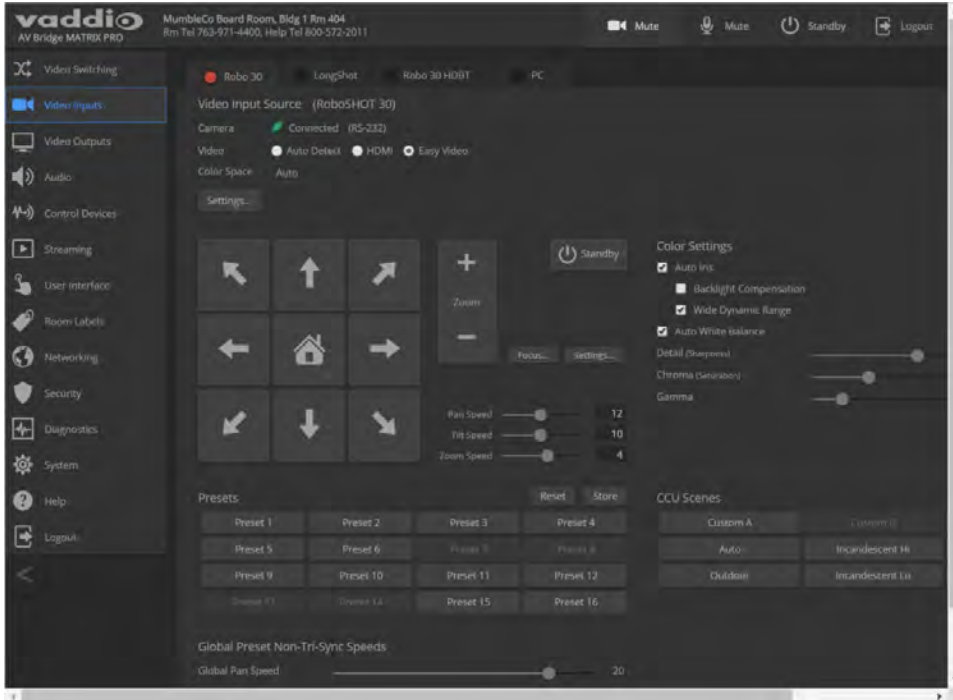 vaddio
AV Bridge MATRIX PRO
MumbleCo Board Room, Bldg 1 Rm 404
Rm Tel 763-971-4400, Help Tel 800-572-2011
Mute
Mute
Standby
Logout
Video Switching
Video Inputs
Video Outputs
Audio
Control Devices
Streaming
User Interface
Room Labels
Networking
Security
Diagnostics
System
Help
Logout
<
Robo 30 LongShot Robo 30 HDBT PC
Video Input Source (RoboSHOT 30)
Camera Connected (RS-232)
Video Auto Detect HDMI Easy Video
Color Space Auto
Settings...
+
Zoom
−
Standby
Focus... Settings...
Pan Speed 12
Tilt Speed 10
Zoom Speed 4
Color Settings
Auto Iris
Backlight Compensation
Wide Dynamic Range
Auto White Balance
Detail (Sharpness)
Chroma (Saturation)
Gamma
Presets Reset Store
Preset 1 Preset 2 Preset 3 Preset 4
Preset 5 Preset 6
Preset 9 Preset 10 Preset 11 Preset 12
Preset 15 Preset 16
CCU Scenes
Custom A
Auto Incandescent Hi
Outdoor Incandescent Lo
Global Preset Non-Tri-Sync Speeds
Global Pan Speed 20